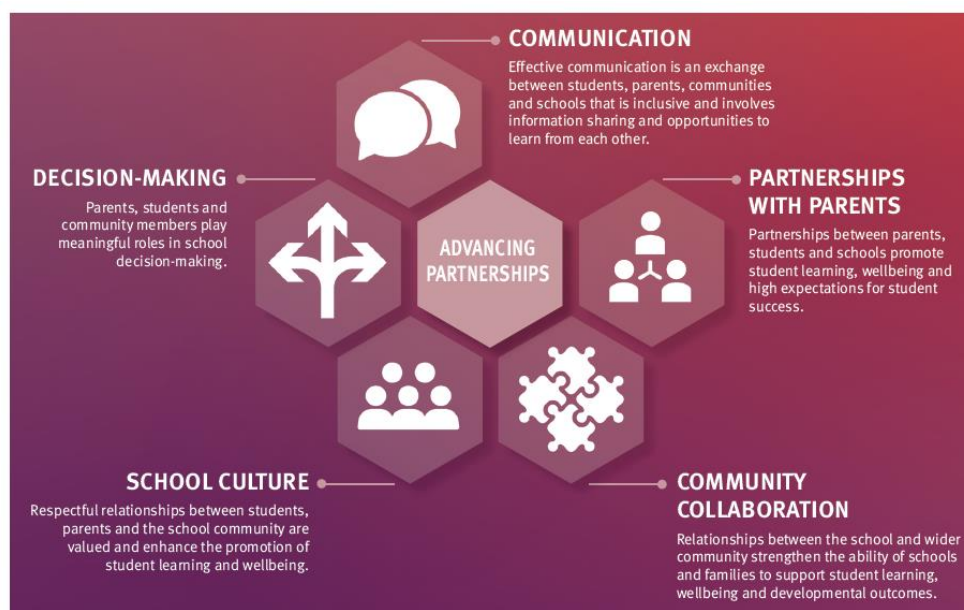 COMMUNICATION
Effective communication is an exchange
between students, parents, communities
and schools that is inclusive and involves
information sharing and opportunities to
learn from each other.
DECISION-MAKING
Parents, students and
community members play
meaningful roles in school
decision-making.
ADVANCING
PARTNERSHIPS
PARTNERSHIPS
WITH PARENTS
Partnerships between parents,
students and schools promote
student learning, wellbeing and
high expectations for student
success.
SCHOOL CULTURE
Respectful relationships between students,
parents and the school community are
valued and enhance the promotion of
student learning and wellbeing.
COMMUNITY
COLLABORATION
Relationships between the school and wider
community strengthen the ability of schools
and families to support student learning,
wellbeing and developmental outcomes.